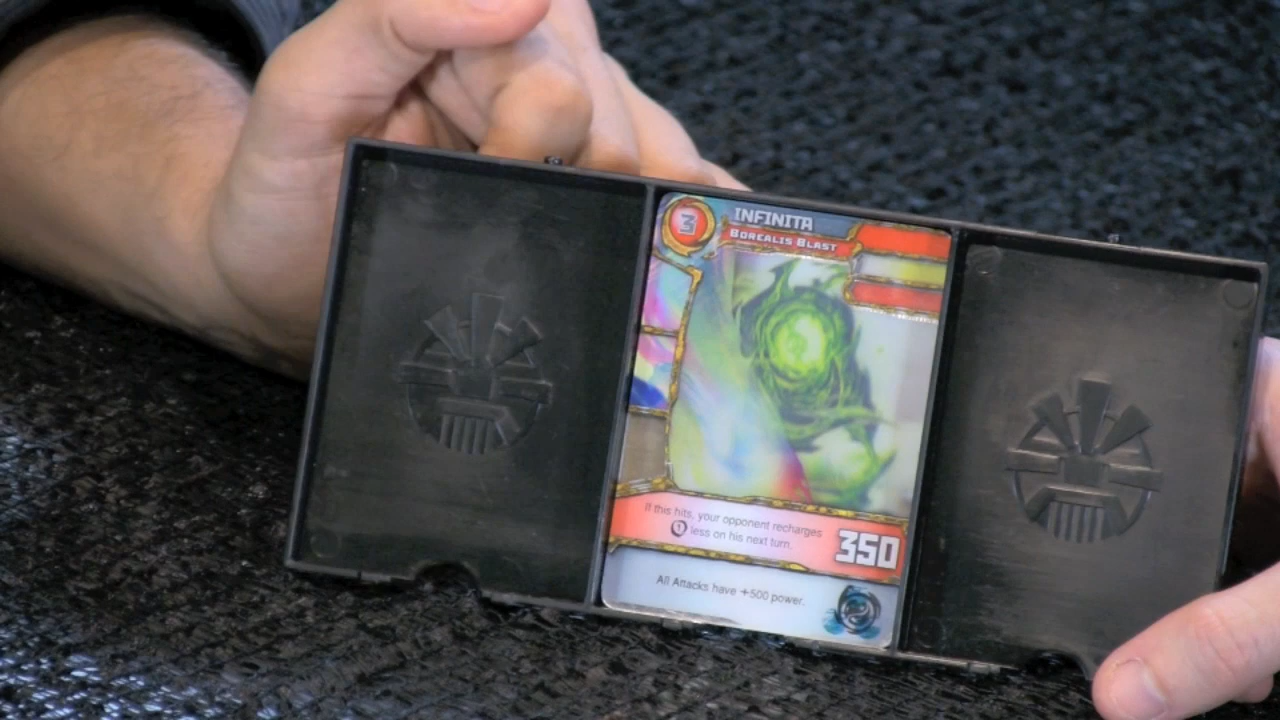 3
INFINITA
BOREALIS BLAST
If this hits, your opponent recharges
1 less on his next turn.
350
All Attacks have +500 power.